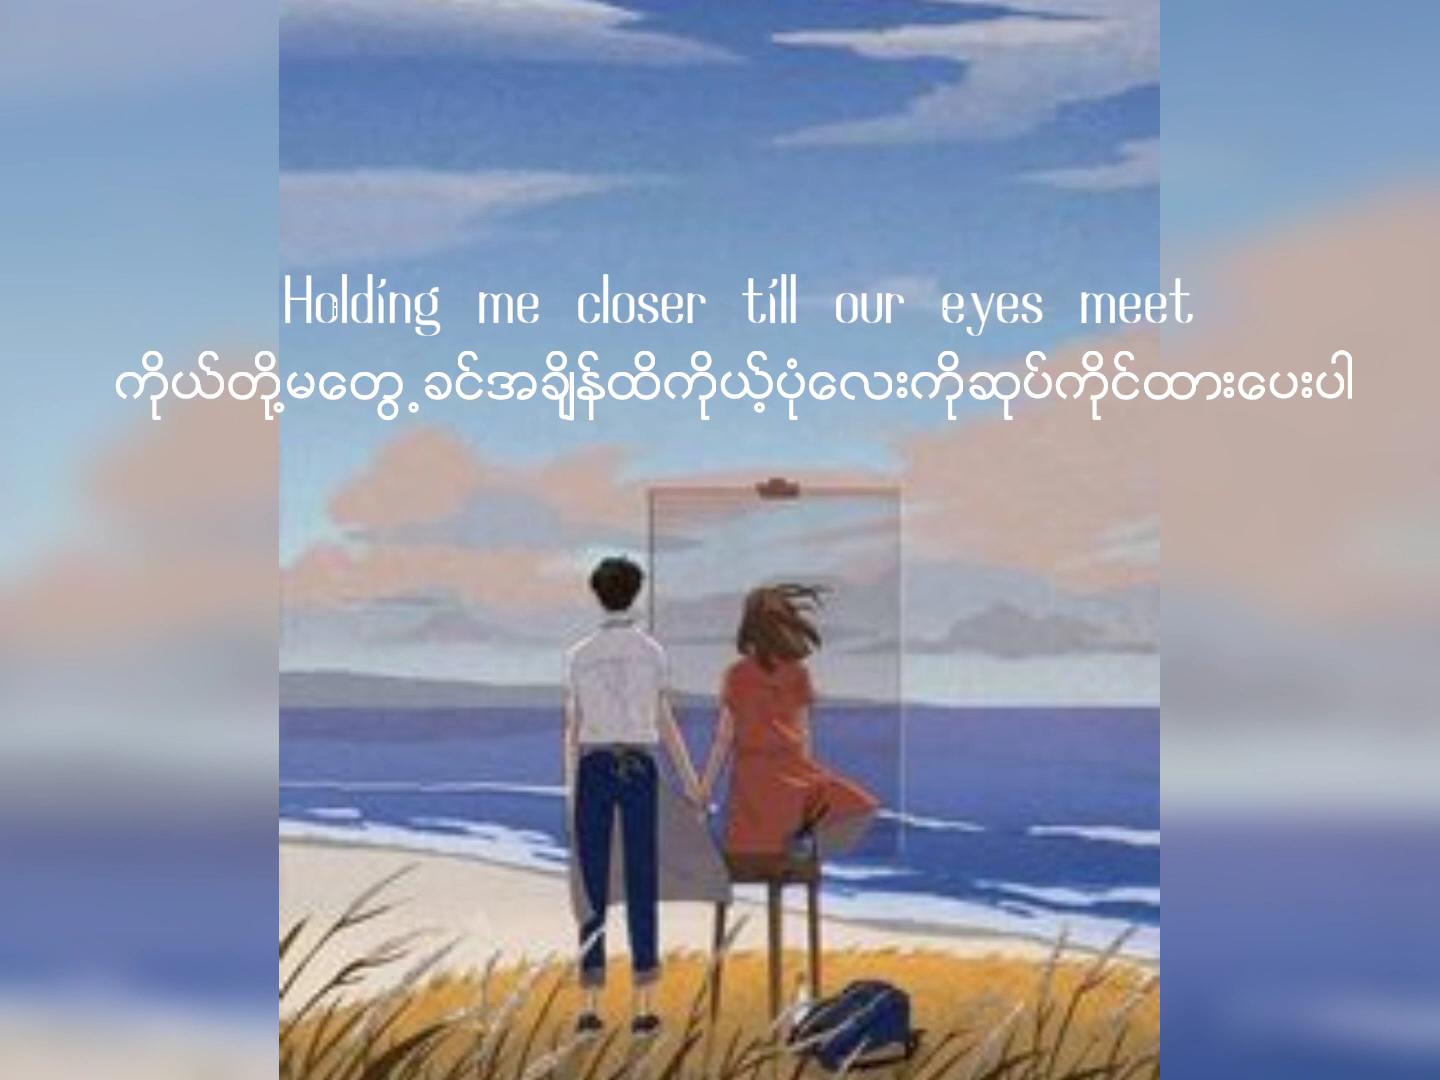 Holding me closer till our eyes meet
ကိုယ်တို့မတွေ့ခင်အချိန်ထိကိုယ့်ပုံလေးကိုဆုပ်ကိုင်ထားပေးပါ